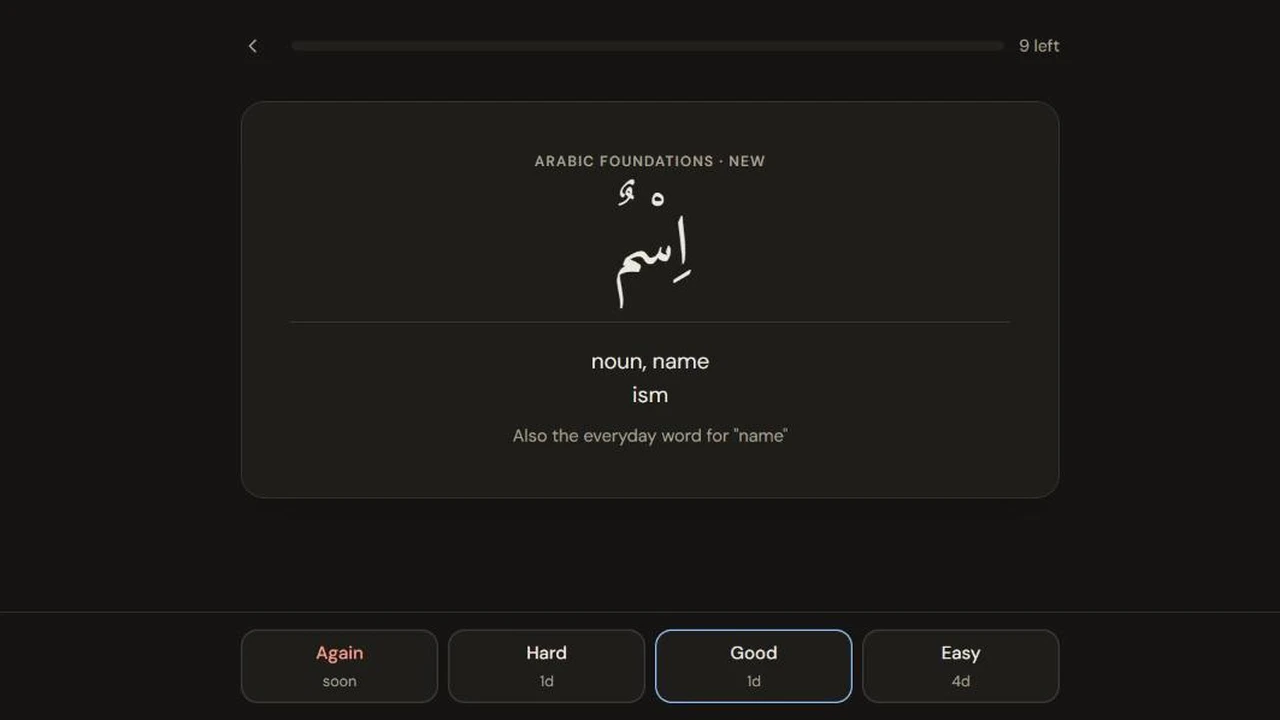 9 left
ARABIC FOUNDATIONS · NEW
اِسْمٌ
noun, name
ism
Also the everyday word for "name"
Again
soon
Hard
1d
Good
1d
Easy
4d